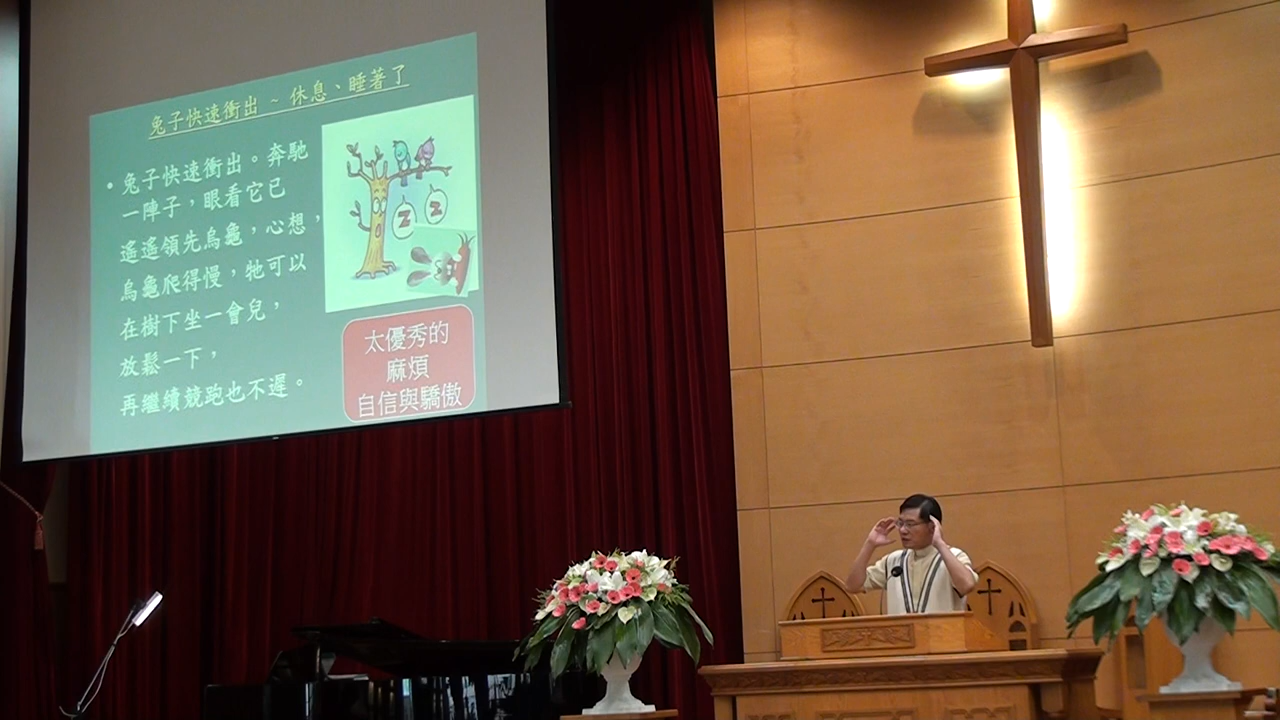 兔子快速衝出 ~ 休息、睡著了
• 兔子快速衝出。奔馳
一陣子，眼看它已
遙遙領先烏龜，心想，
烏龜爬得慢，牠可以
在樹下坐一會兒，
放鬆一下，
再繼續競跑也不遲。
Z Z
太優秀的
麻煩
自信與驕傲